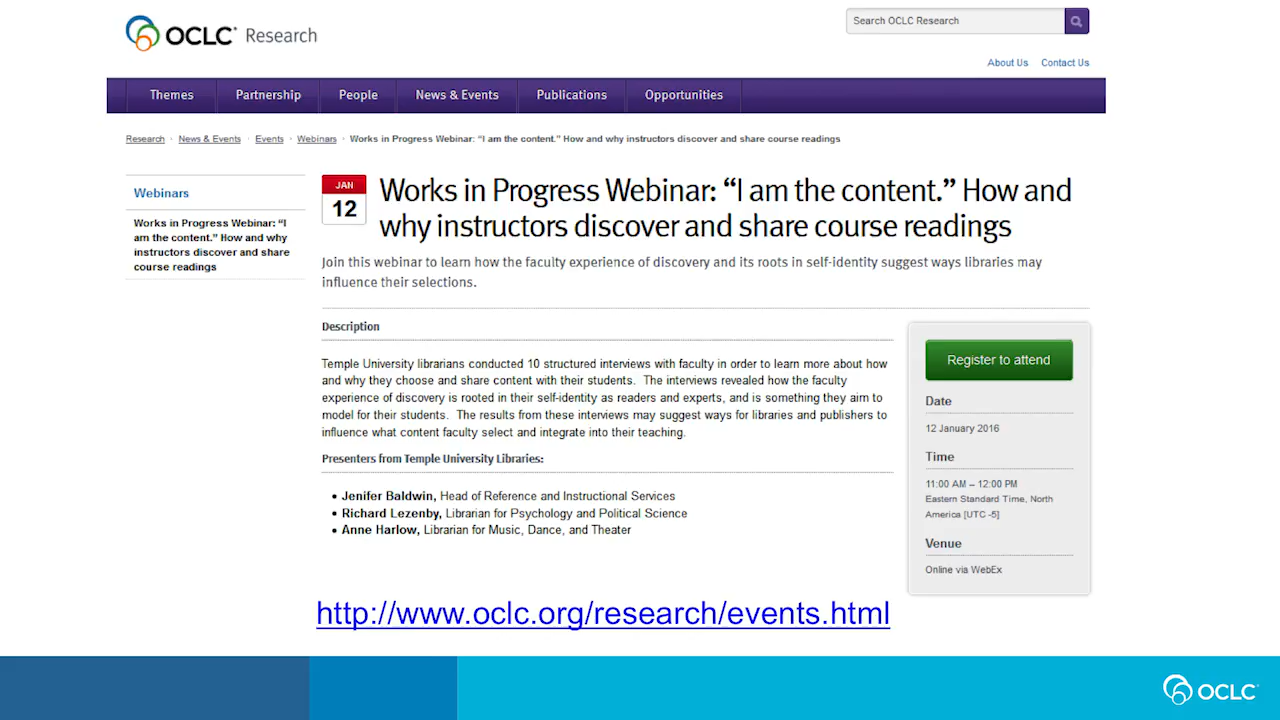 OCLC Research
Search OCLC Research
About Us Contact Us
Themes Partnership People News & Events Publications Opportunities
Research News & Events Events Webinars Works in Progress Webinar: “I am the content.” How and why instructors discover and share course readings
Webinars
Works in Progress Webinar: “I
am the content.” How and why
instructors discover and share
course readings
JAN
12
Works in Progress Webinar: “I am the content.” How and
why instructors discover and share course readings
Join this webinar to learn how the faculty experience of discovery and its roots in self-identity suggest ways libraries may
influence their selections.
Description
Temple University librarians conducted 10 structured interviews with faculty in order to learn more about how
and why they choose and share content with their students. The interviews revealed how the faculty
experience of discovery is rooted in their self-identity as readers and experts, and is something they aim to
model for their students. The results from these interviews may suggest ways for libraries and publishers to
influence what content faculty select and integrate into their teaching.
Presenters from Temple University Libraries:
• Jenifer Baldwin, Head of Reference and Instructional Services
• Richard Lezenby, Librarian for Psychology and Political Science
• Anne Harlow, Librarian for Music, Dance, and Theater
Register to attend
Date
12 January 2016
Time
11:00 AM – 12:00 PM
Eastern Standard Time, North
America [UTC -5]
Venue
Online via WebEx
http://www.oclc.org/research/events.html
OCLC